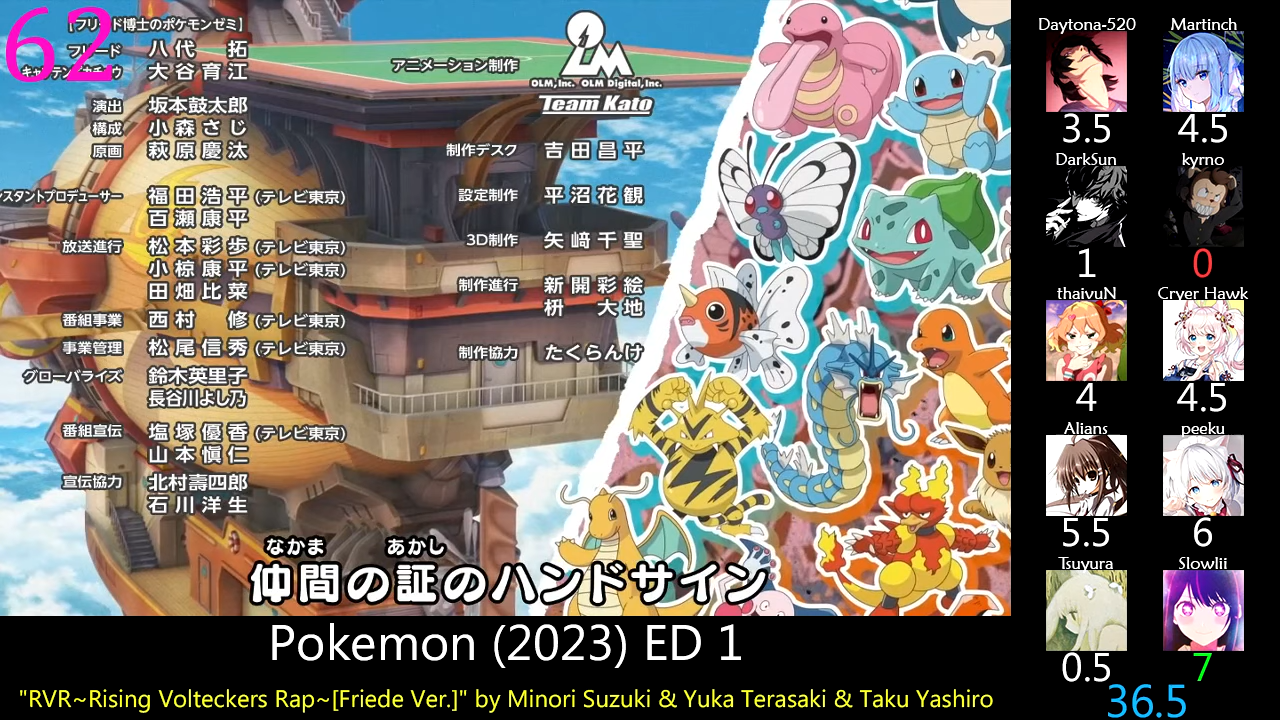 62
【フリード博士のポケモンゼミ】
フリード 八代 拓
キャプテンピカチュウ 大谷育江
演出 坂本鼓太郎
構成 小森さじ
原画 萩原慶汰
福田浩平 (テレビ東京)
百瀬康平
放送進行 松本彩歩 (テレビ東京)
小椋康平 (テレビ東京)
田畑比菜
番組事業 西村 修 (テレビ東京)
事業管理 松尾信秀 (テレビ東京)
グローバライズ 鈴木英里子
長谷川よし乃
番組宣伝 塩塚優香 (テレビ東京)
山本愼仁
宣伝協力 北村壽四郎
石川洋生
アニメーション制作
OLM
OLM, Inc. OLM Digital, Inc.
Team Kato
制作デスク 吉田昌平
設定制作 平沼花観
3D制作 矢﨑千聖
制作進行 新開彩絵
枡 大地
制作協力 たくらんけ
なかま あかし
仲間の証のハンドサイン
Pokemon (2023) ED 1
"RVR~Rising Volteckers Rap~[Friede Ver.]" by Minori Suzuki & Yuka Terasaki & Taku Yashiro
Daytona-520 Martinch
3.5 4.5
DarkSun kyrno
1 0
thaivuN Cryer Hawk
4 4.5
Alians peeku
5.5 6
Tsuyura Slowlii
0.5 7
36.5